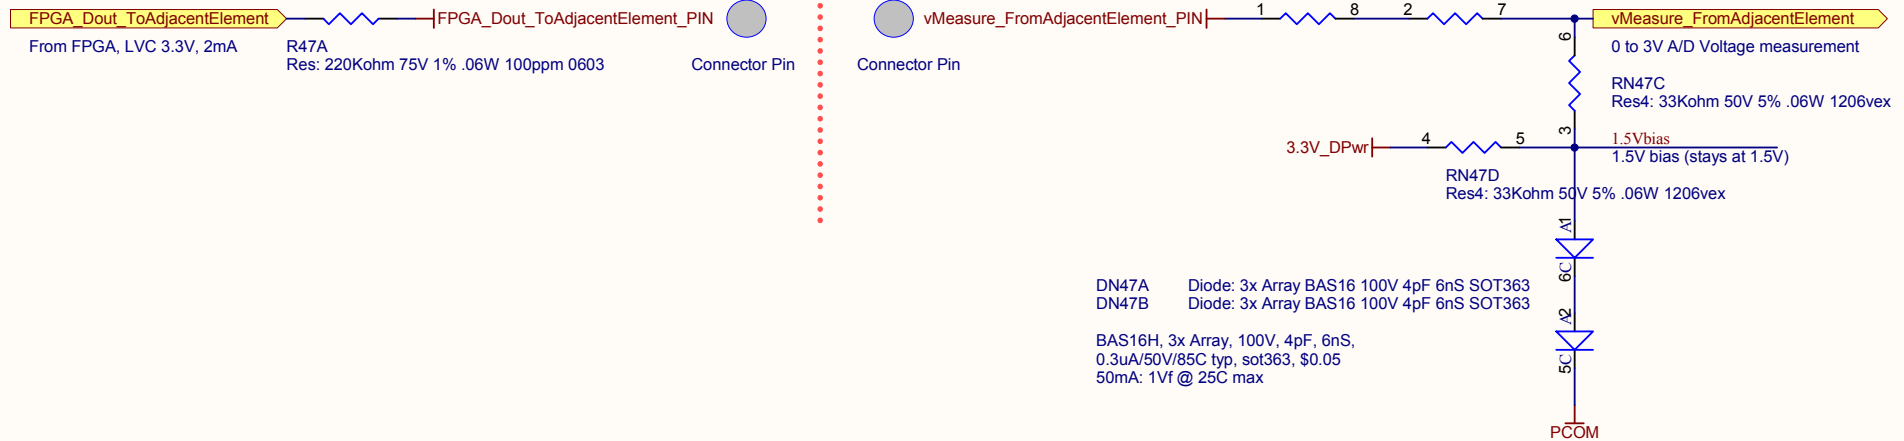 FPGA_Dout_ToAdjacentElement
From FPGA, LVC 3.3V, 2mA
R47A
Res: 220Kohm 75V 1% .06W 100ppm 0603
FPGA_Dout_ToAdjacentElement_PIN
Connector Pin
vMeasure_FromAdjacentElement_PIN
Connector Pin
1
8
2
7
vMeasure_FromAdjacentElement
0 to 3V A/D Voltage measurement
6
RN47C
Res4: 33Kohm 50V 5% .06W 1206vex
3
3.3V_DPwr
4
5
1.5Vbias
1.5V bias (stays at 1.5V)
RN47D
Res4: 33Kohm 50V 5% .06W 1206vex
A1
6C
DN47A Diode: 3x Array BAS16 100V 4pF 6nS SOT363
DN47B Diode: 3x Array BAS16 100V 4pF 6nS SOT363
A2
5C
BAS16H, 3x Array, 100V, 4pF, 6nS,
0.3uA/50V/85C typ, sot363, $0.05
50mA: 1Vf @ 25C max
PCOM